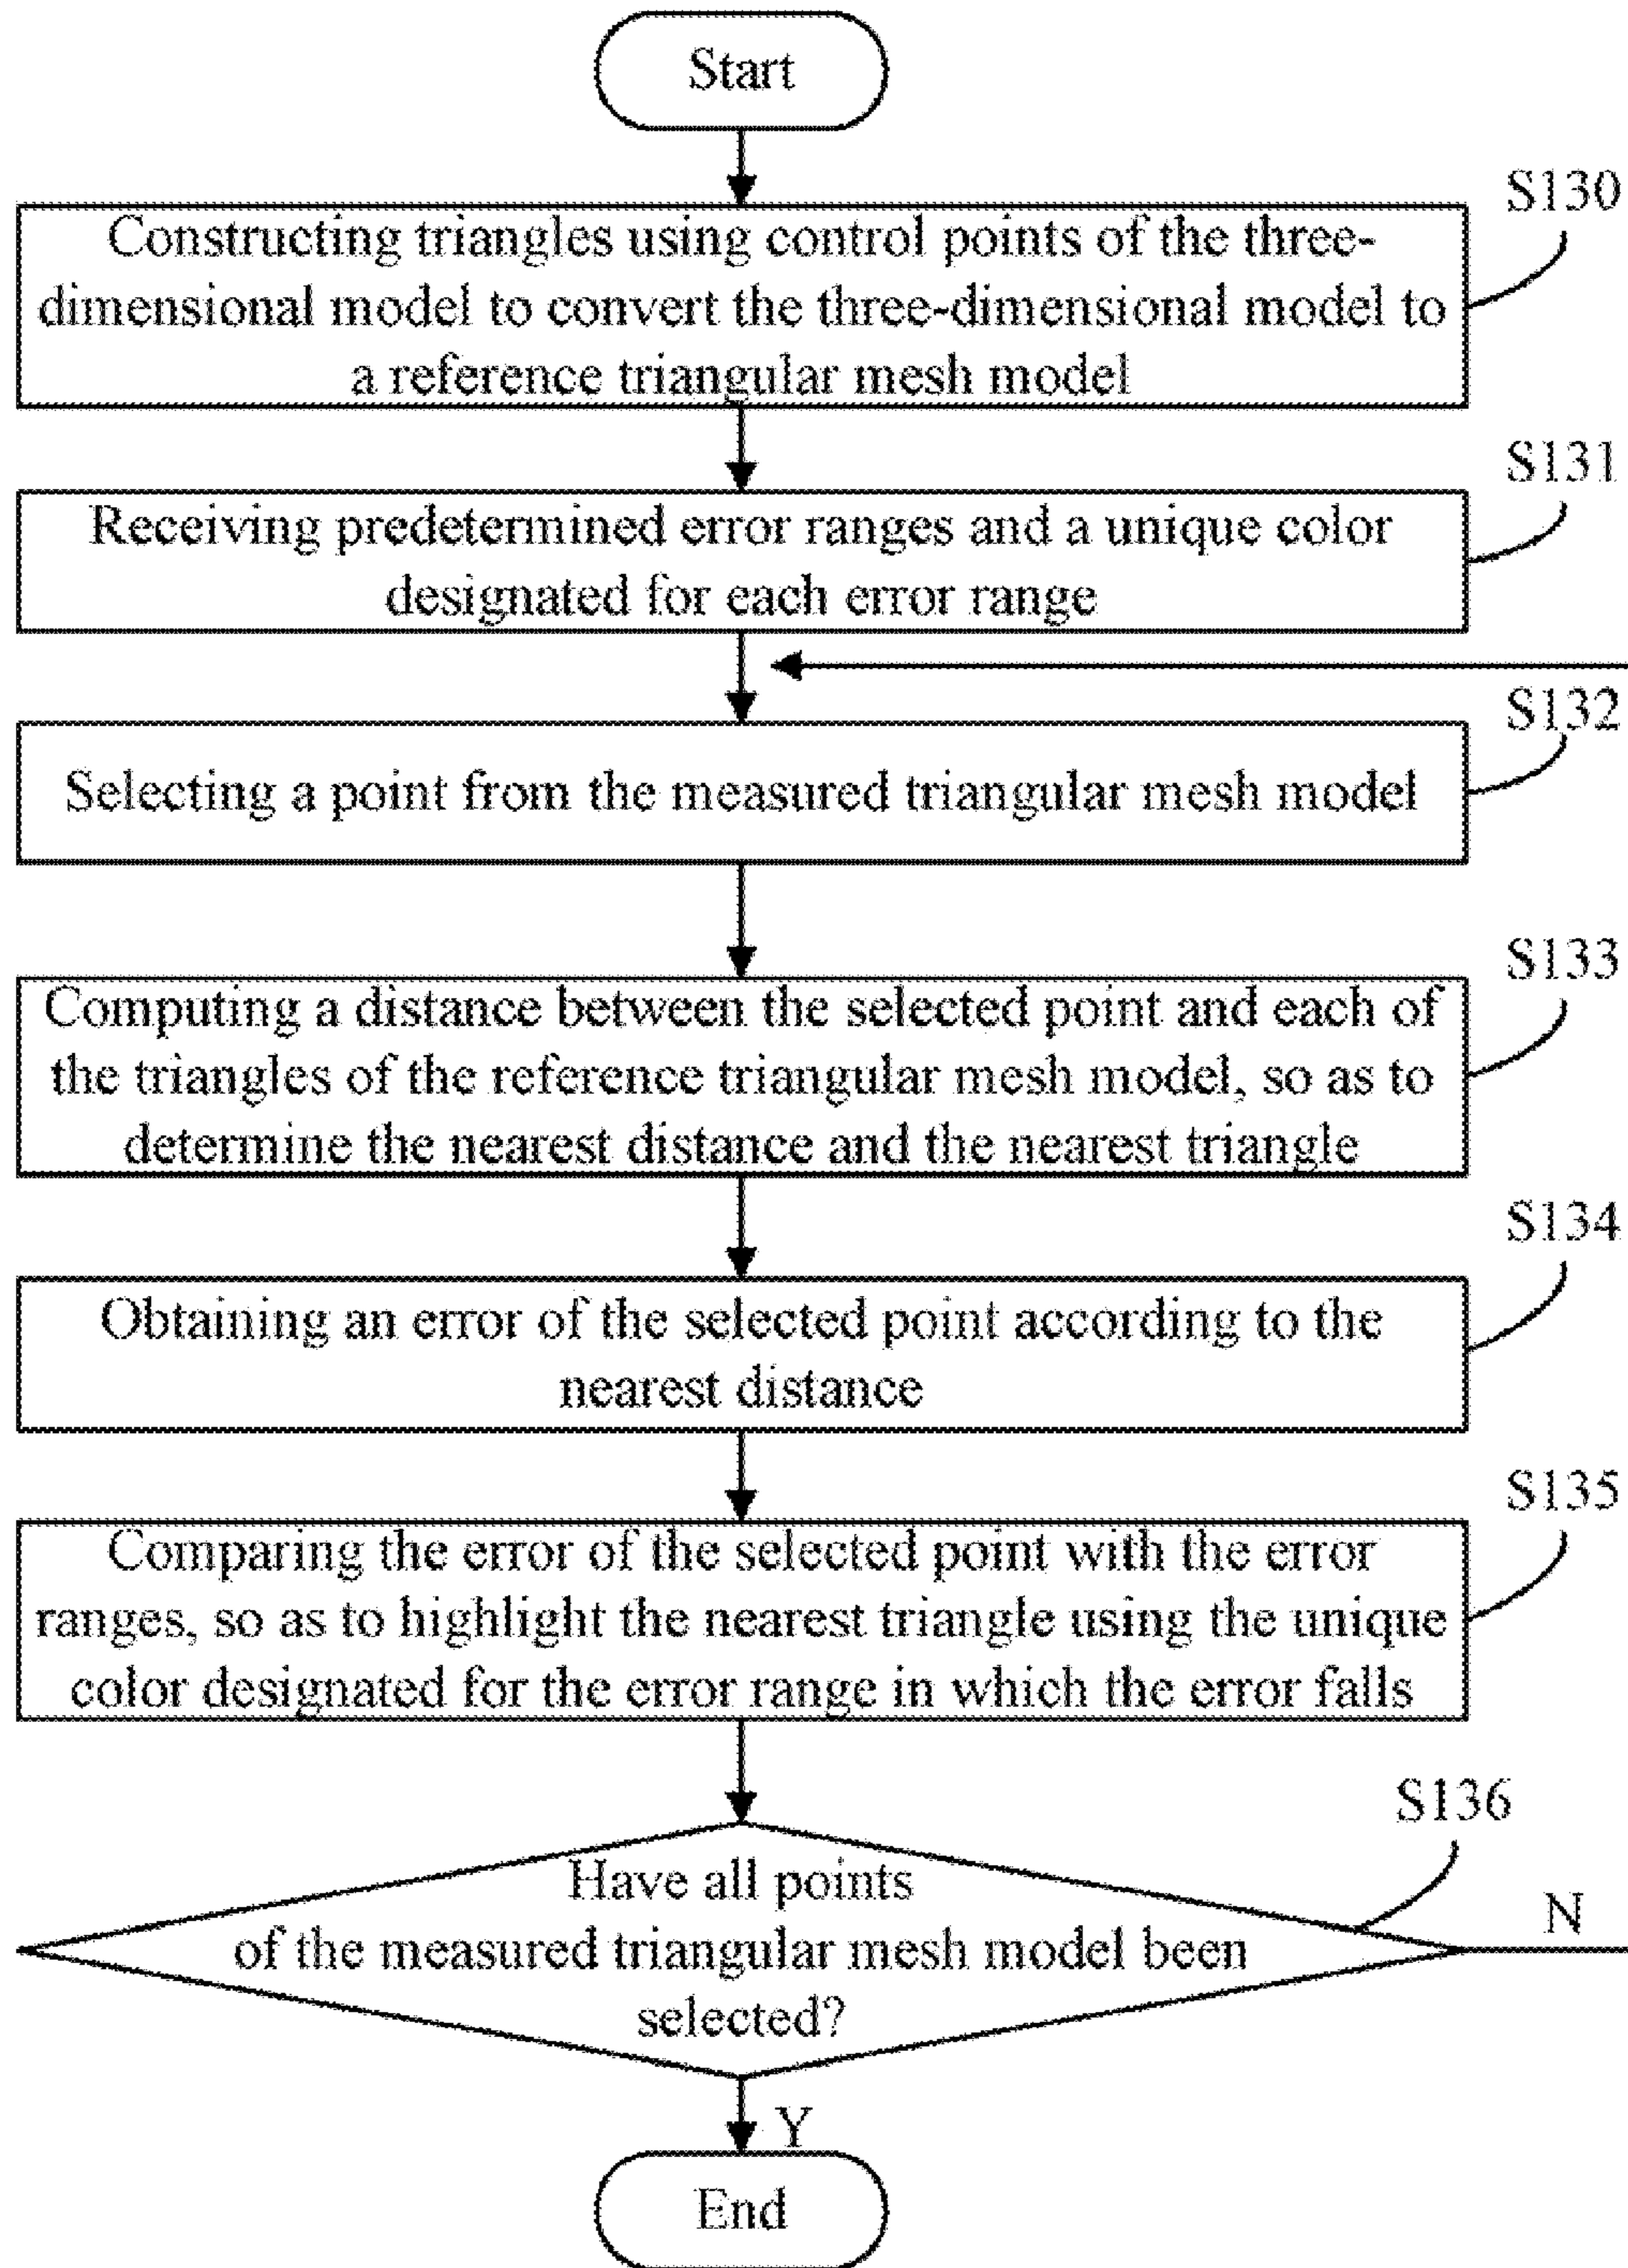 Start
S130
Constructing triangles using control points of the three-
dimensional model to convert the three-dimensional model to
a reference triangular mesh model
S131
Receiving predetermined error ranges and a unique color
designated for each error range
S132
Selecting a point from the measured triangular mesh model
S133
Computing a distance between the selected point and each of
the triangles of the reference triangular mesh model, so as to
determine the nearest distance and the nearest triangle
S134
Obtaining an error of the selected point according to the
nearest distance
S135
Comparing the error of the selected point with the error
ranges, so as to highlight the nearest triangle using the unique
color designated for the error range in which the error falls
S136
Have all points
of the measured triangular mesh model been
selected?
N
Y
End